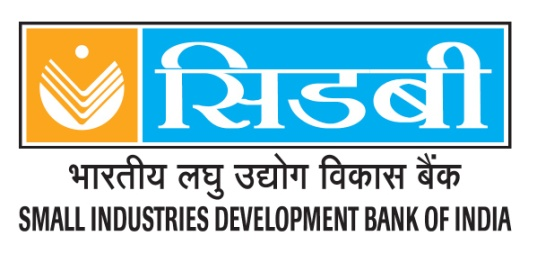 सिडबी
भारतीय लघु उद्योग विकास बैंक
SMALL INDUSTRIES DEVELOPMENT BANK OF INDIA